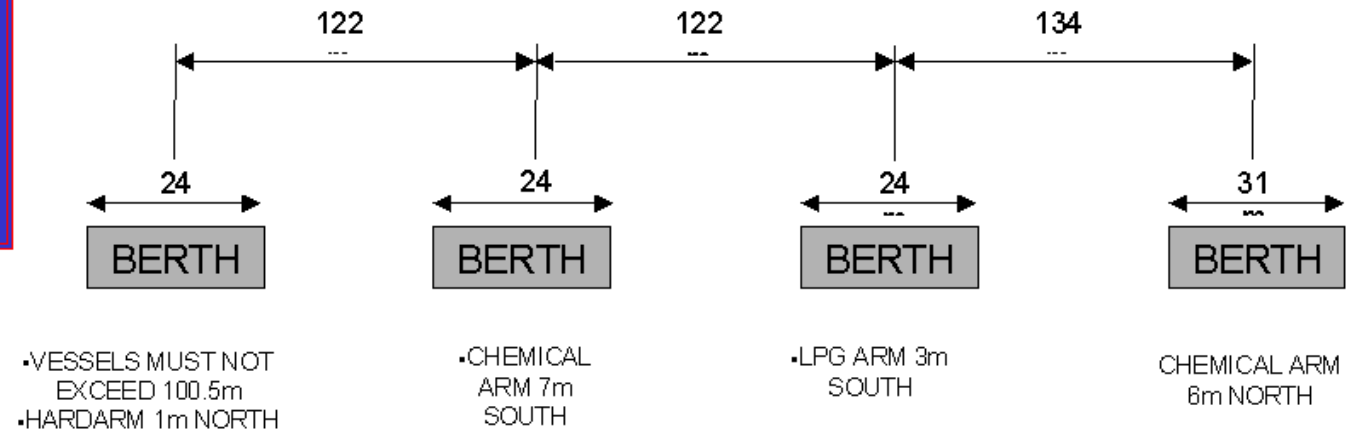 122 122 134
24 24 24 31
BERTH BERTH BERTH BERTH
▪VESSELS MUST NOT
EXCEED 100.5m
▪HARDARM 1m NORTH
▪CHEMICAL
ARM 7m
SOUTH
▪LPG ARM 3m
SOUTH
CHEMICAL ARM
6m NORTH